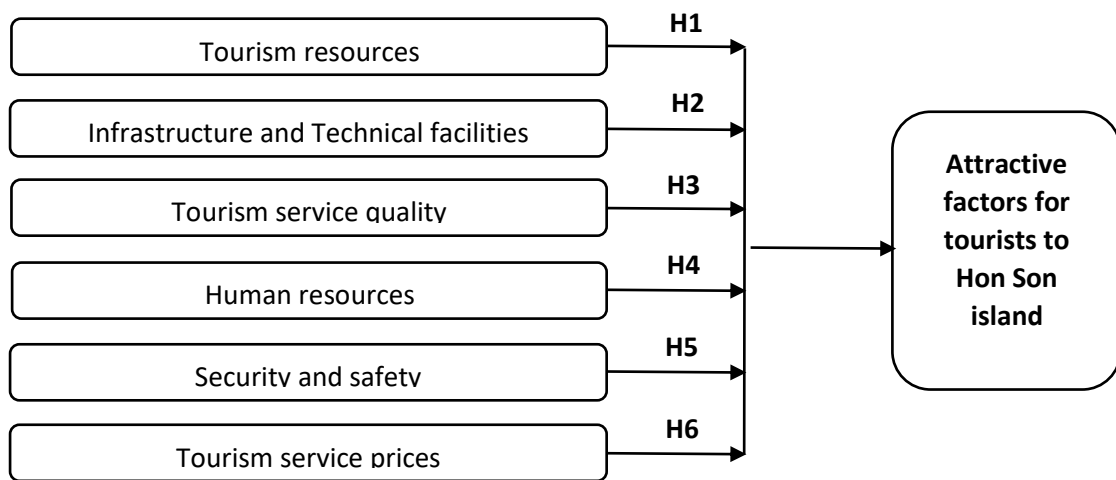 H1
Tourism resources
H2
Infrastructure and Technical facilities
H3
Tourism service quality
H4
Human resources
H5
Security and safety
H6
Tourism service prices
Attractive
factors for
tourists to
Hon Son
island